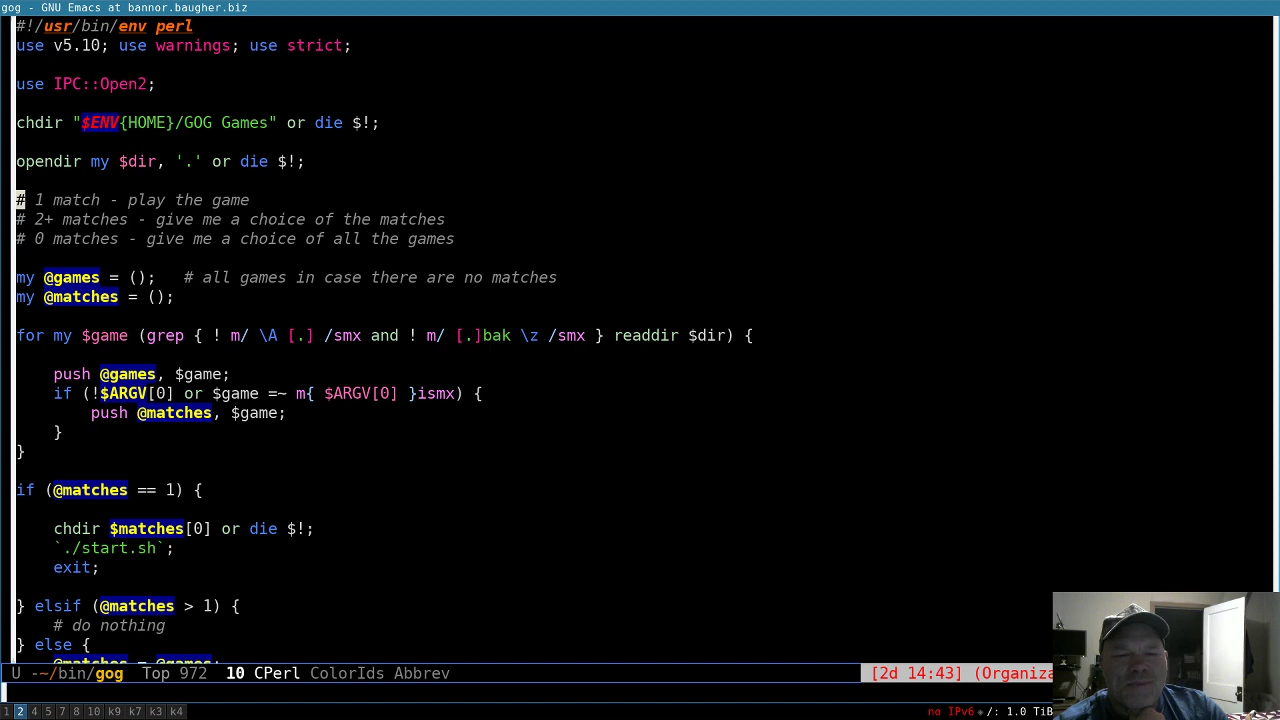 gog - GNU Emacs at bannor.baugher.biz
#!/usr/bin/env perl
use v5.10; use warnings; use strict;
use IPC::Open2;
chdir "$ENV{HOME}/GOG Games" or die $!;
opendir my $dir, '.' or die $!;
# 1 match - play the game
# 2+ matches - give me a choice of the matches
# 0 matches - give me a choice of all the games
my @games = ();   # all games in case there are no matches
my @matches = ();
for my $game (grep { ! m/ \A [.] /smx and ! m/ [.]bak \z /smx } readdir $dir) {
    push @games, $game;
    if (!$ARGV[0] or $game =~ m{ $ARGV[0] }ismx) {
        push @matches, $game;
    }
}
if (@matches == 1) {
    chdir $matches[0] or die $!;
    `./start.sh`;
    exit;
} elsif (@matches > 1) {
    # do nothing
} else {
    @matches = @games;
U -~/bin/gog   Top 972   10 CPerl ColorIds Abbrev   [2d 14:43] (Organiza
1 2 4 5 7 8 10 k9 k7 k3 k4   no IPv6 /: 1.0 TiB